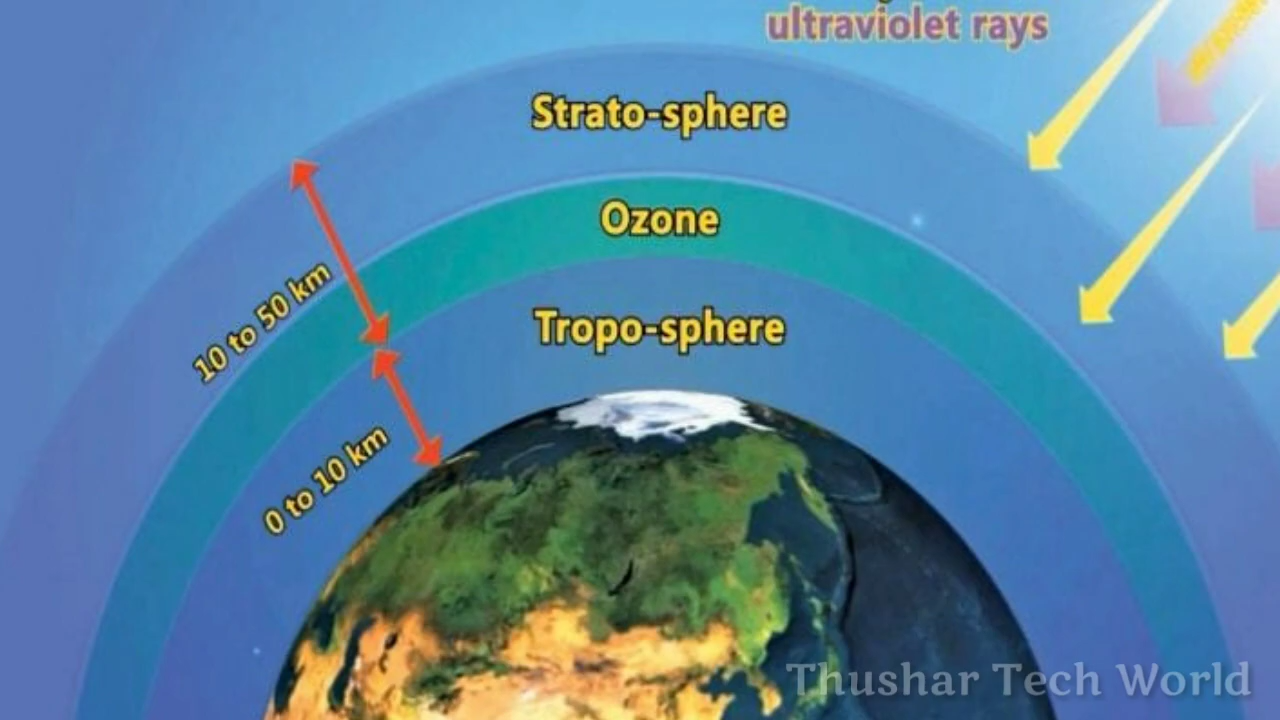 ultraviolet rays
Strato-sphere
Ozone
10 to 50 km
Tropo-sphere
0 to 10 km
Thushar Tech World